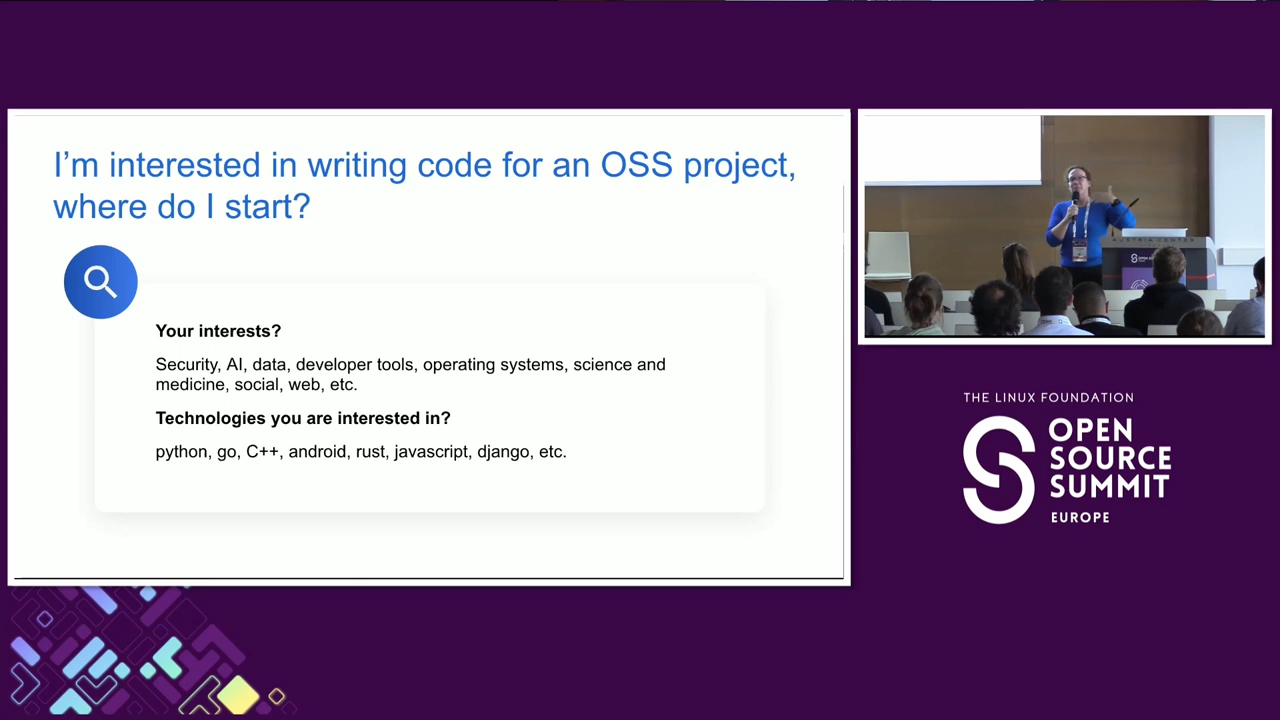 I'm interested in writing code for an OSS project,
where do I start?
Your interests?
Security, AI, data, developer tools, operating systems, science and
medicine, social, web, etc.
Technologies you are interested in?
python, go, C++, android, rust, javascript, django, etc.
AUSTRIA CENTER
THE LINUX FOUNDATION
OPEN
SOURCE
SUMMIT
EUROPE